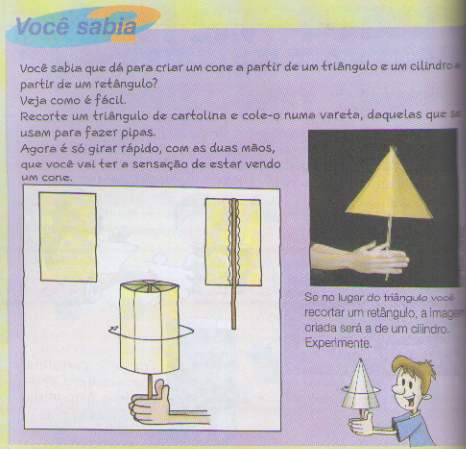 Você sabia
Você sabia que dá para criar um cone a partir de um triângulo e um cilindro a
partir de um retângulo?
Veja como é fácil.
Recorte um triângulo de cartolina e cole-o numa vareta, daquelas que se
usam para fazer pipas.
Agora é só girar rápido, com as duas mãos,
que você vai ter a sensação de estar vendo
um cone.
Se no lugar do triângulo você
recortar um retângulo, a imagem
criada será a de um cilindro.
Experimente.